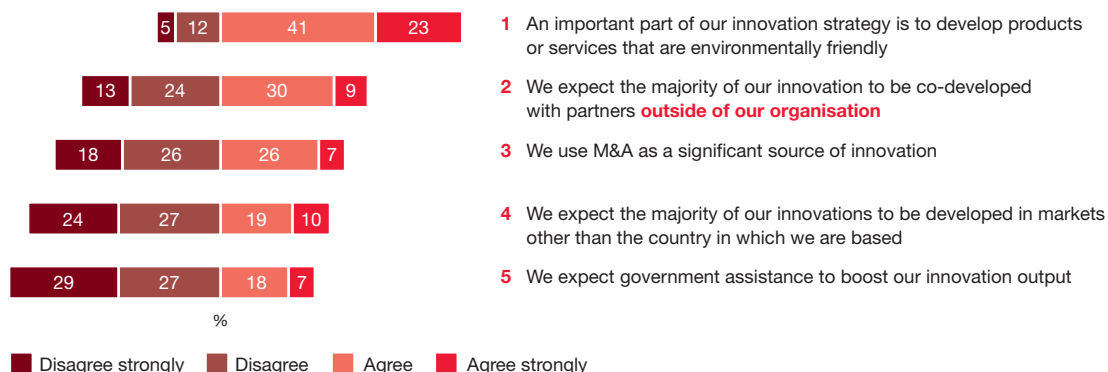 5 12 41 23
1 An important part of our innovation strategy is to develop products
or services that are environmentally friendly
13 24 30 9
2 We expect the majority of our innovation to be co-developed
with partners outside of our organisation
18 26 26 7
3 We use M&A as a significant source of innovation
24 27 19 10
4 We expect the majority of our innovations to be developed in markets
other than the country in which we are based
29 27 18 7
5 We expect government assistance to boost our innovation output
%
Disagree strongly Disagree Agree Agree strongly